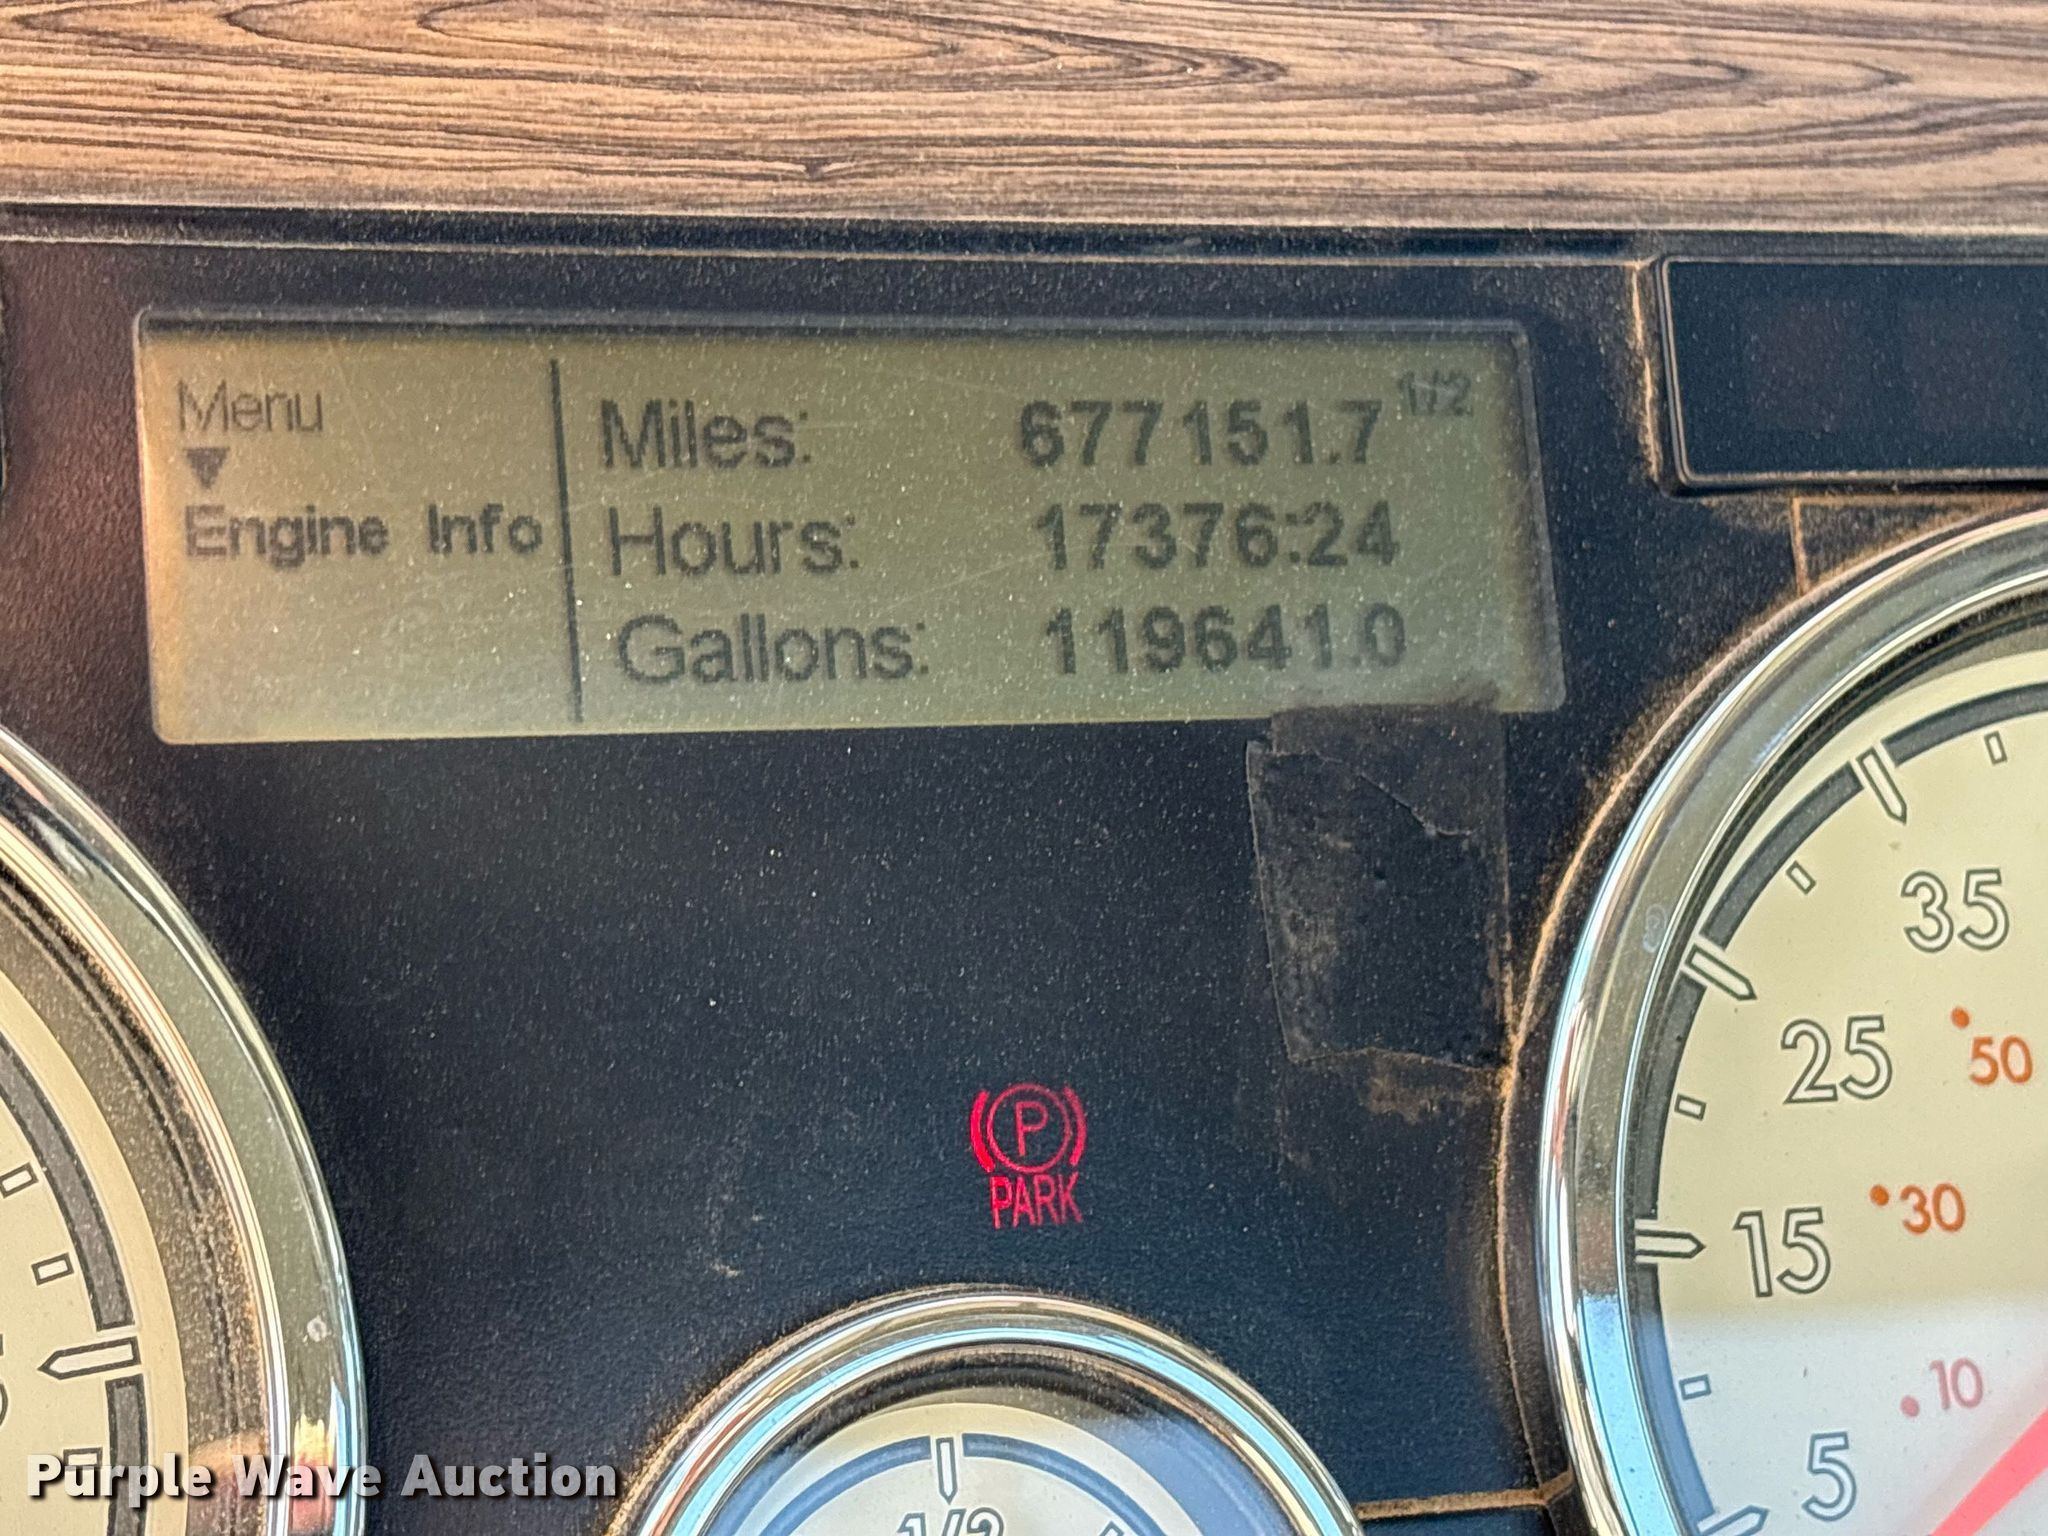 Menu
Engine Info
Miles: 677151.7 1/2
Hours: 17376:24
Gallons: 119641.0
35
25
50
15
30
10
5
PARK
P
1/2
Purple Wave Auction